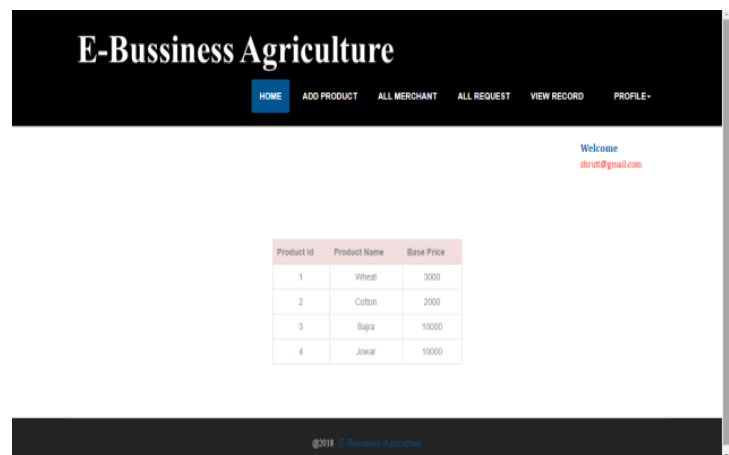 E-Bussiness Agriculture
HOME ADD PRODUCT ALL MERCHANT ALL REQUEST VIEW RECORD PROFILE
Welcome
shruti@gmail.com
Product Id Product Name Base Price
1 Wheat 3000
2 Cotton 2000
3 Bajra 10000
4 Jowar 10000
@2018 E-Bussiness-Agriculture